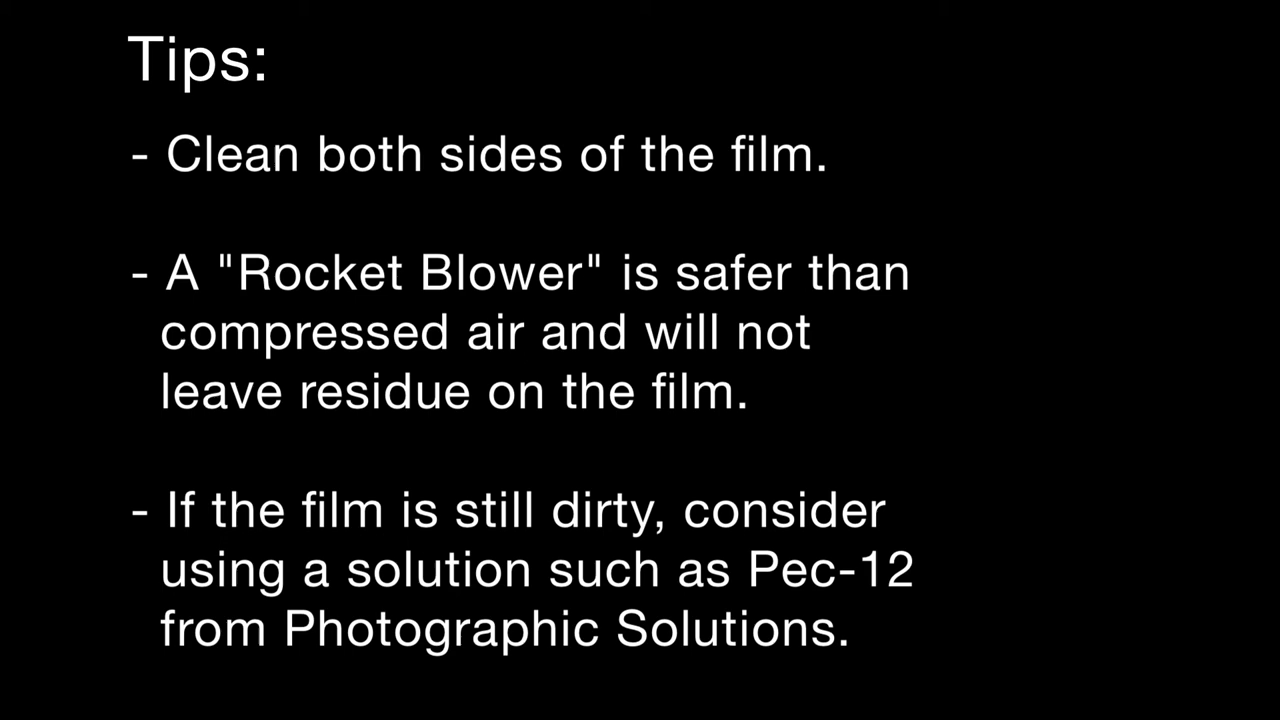 Tips:
- Clean both sides of the film.
- A "Rocket Blower" is safer than
compressed air and will not
leave residue on the film.
- If the film is still dirty, consider
using a solution such as Pec-12
from Photographic Solutions.